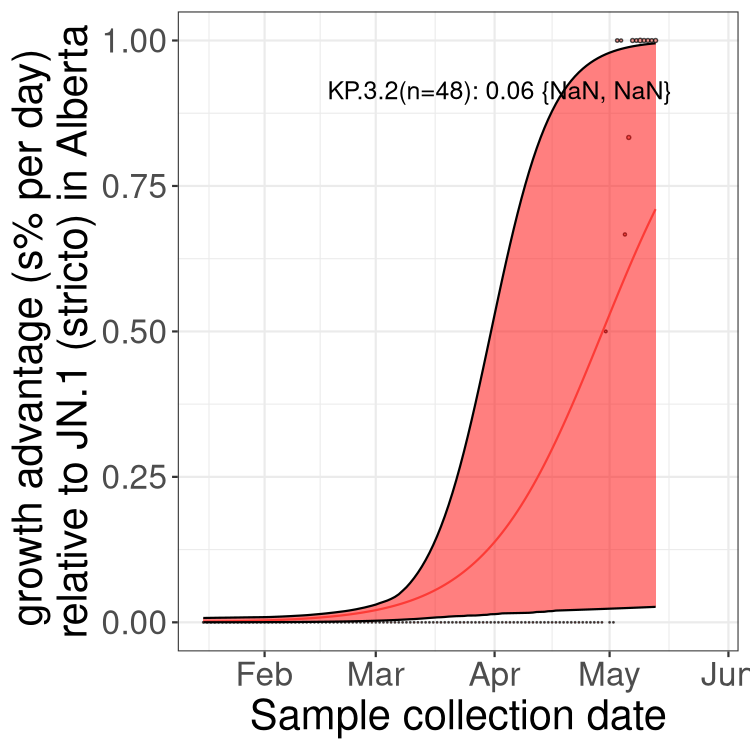 growth advantage (s% per day)
relative to JN.1 (stricto) in Alberta
1.00
0.75
0.50
0.25
0.00
KP.3.2(n=48): 0.06 {NaN, NaN}
Feb Mar Apr May Jun
Sample collection date